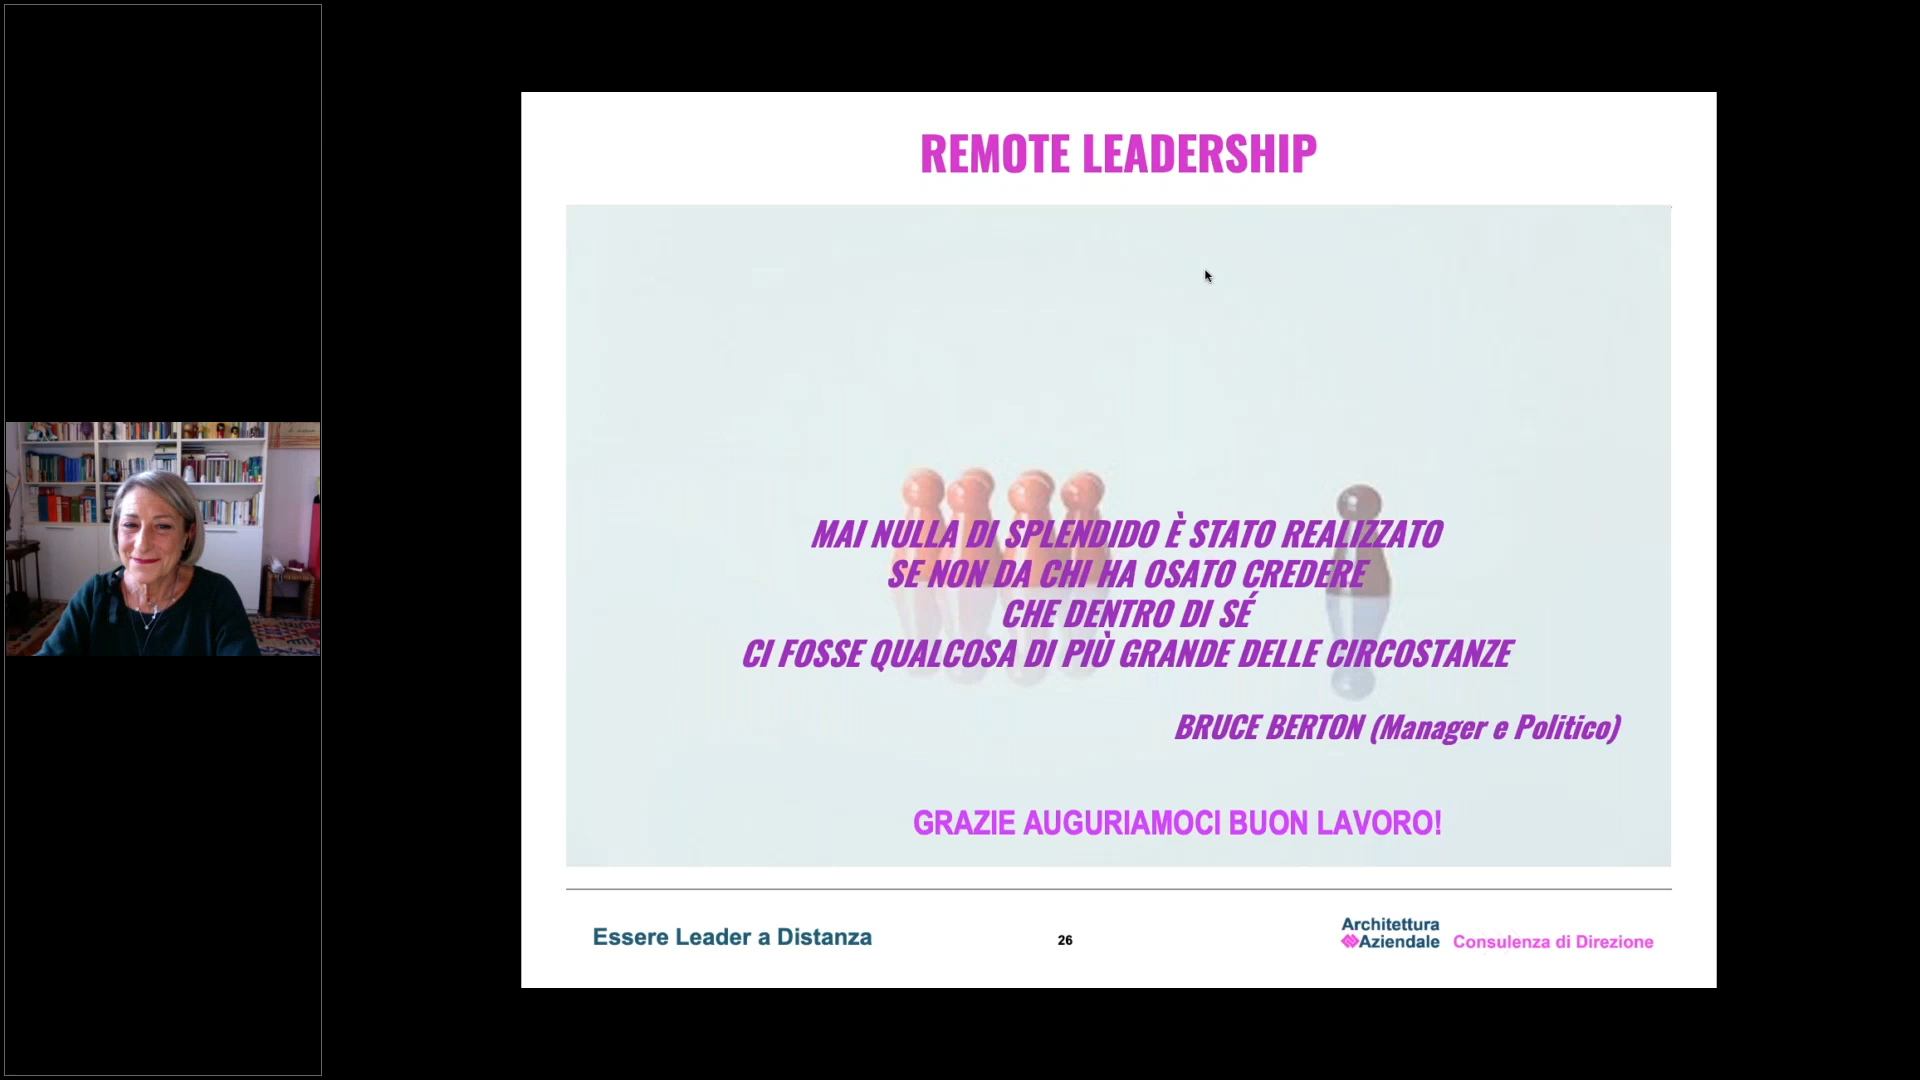 REMOTE LEADERSHIP
MAI NULLA DI SPLENDIDO È STATO REALIZZATO
SE NON DA CHI HA OSATO CREDERE
CHE DENTRO DI SÉ
CI FOSSE QUALCOSA DI PIÙ GRANDE DELLE CIRCOSTANZE
BRUCE BERTON (Manager e Politico)
GRAZIE AUGURIAMOCI BUON LAVORO!
Essere Leader a Distanza
26
Architettura
Aziendale
Consulenza di Direzione